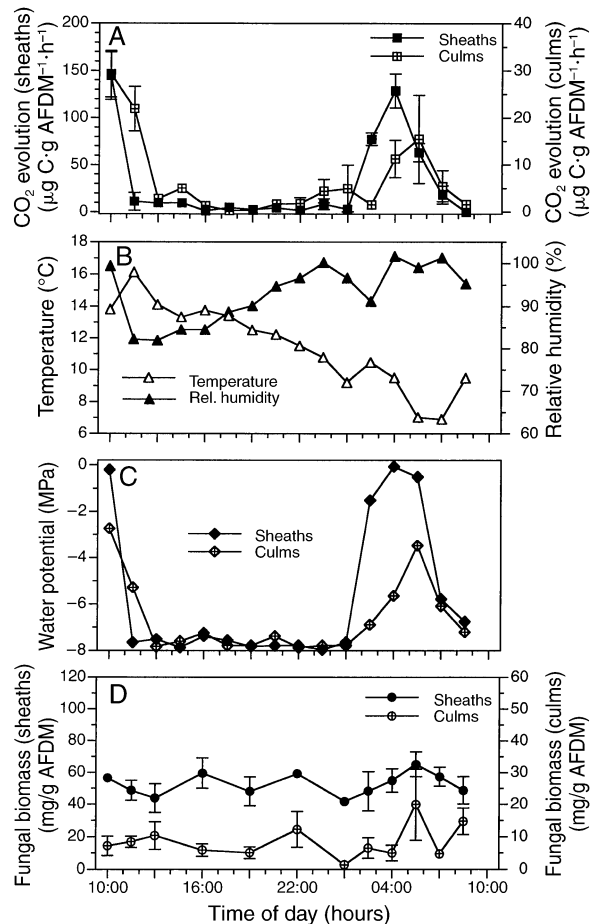 A
CO2 evolution (sheaths)
(µg C·g AFDM⁻¹·h⁻¹)
200
150
100
50
0
Sheaths
Culms
40
30
20
10
0
CO2 evolution (culms)
(µg C·g AFDM⁻¹·h⁻¹)
B
Temperature (°C)
18
16
14
12
10
8
6
Temperature
Rel. humidity
100
90
80
70
60
Relative humidity (%)
C
Water potential (MPa)
0
−2
−4
−6
−8
Sheaths
Culms
D
Fungal biomass (sheaths)
(mg/g AFDM)
120
100
80
60
40
20
0
Sheaths
Culms
60
50
40
30
20
10
0
Fungal biomass (culms)
(mg/g AFDM)
10:00 16:00 22:00 04:00 10:00
Time of day (hours)